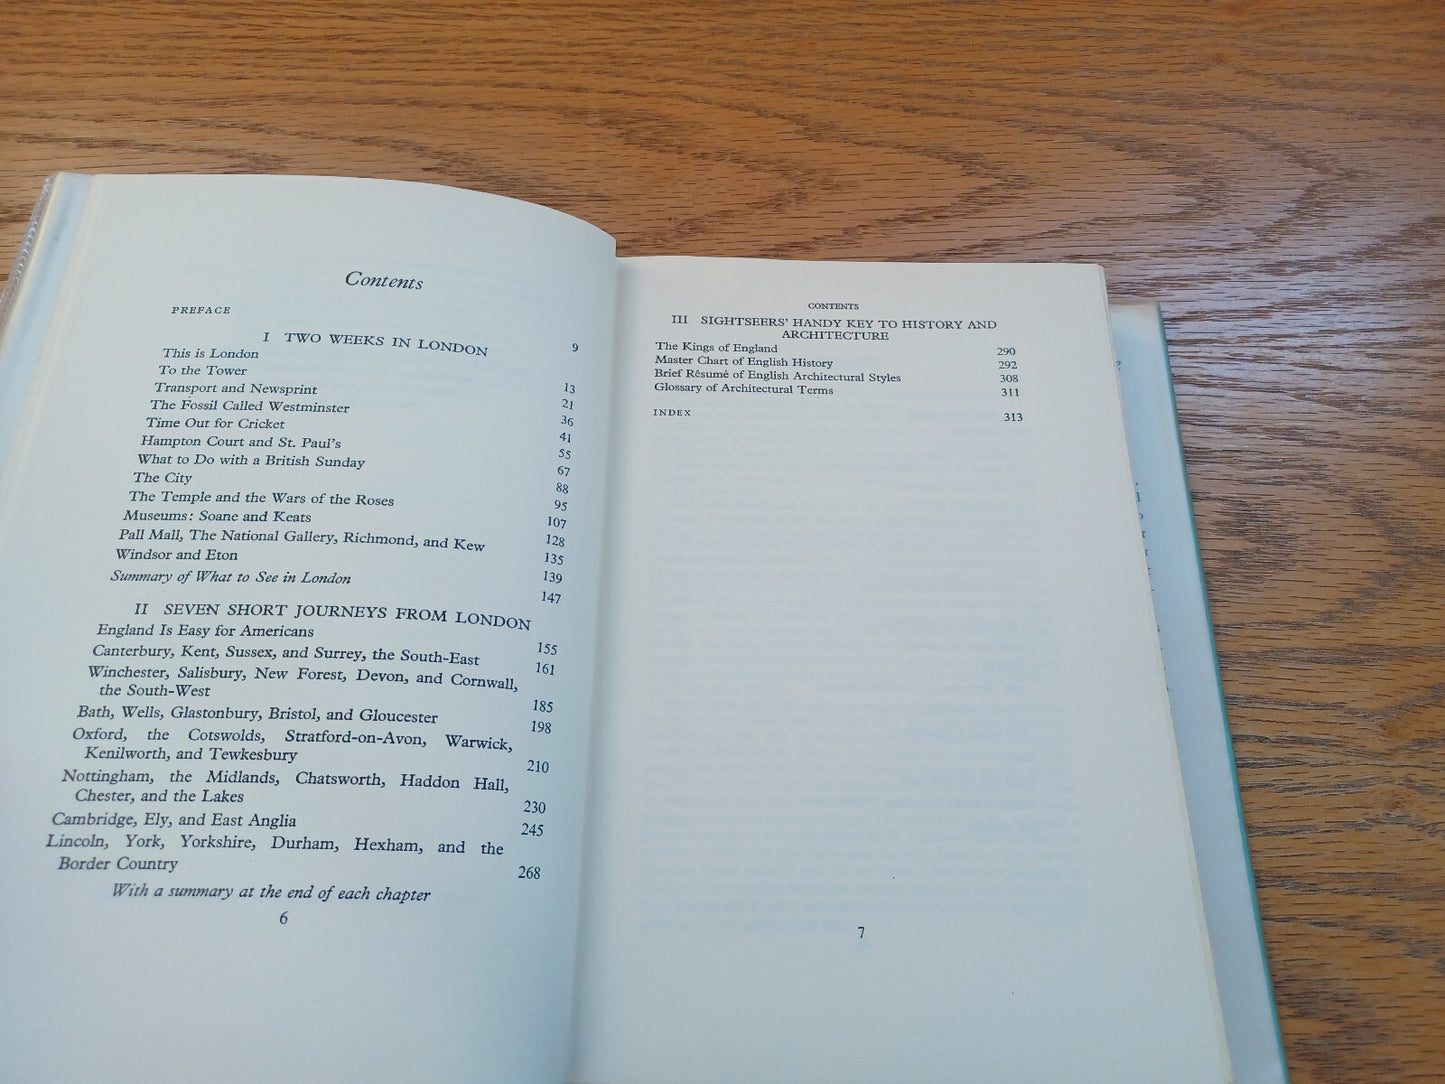 Contents
PREFACE 9
I TWO WEEKS IN LONDON
This is London 13
To the Tower 21
Transport and Newsprint 36
The Fossil Called Westminster 41
Time Out for Cricket 55
Hampton Court and St. Paul's 67
What to Do with a British Sunday 88
The City 95
The Temple and the Wars of the Roses 107
Museums: Soane and Keats 128
Pall Mall, The National Gallery, Richmond, and Kew 135
Windsor and Eton 139
Summary of What to See in London 147
II SEVEN SHORT JOURNEYS FROM LONDON
England Is Easy for Americans 155
Canterbury, Kent, Sussex, and Surrey, the South-East 161
Winchester, Salisbury, New Forest, Devon, and Cornwall,
the South-West 185
Bath, Wells, Glastonbury, Bristol, and Gloucester 198
Oxford, the Cotswolds, Stratford-on-Avon, Warwick,
Kenilworth, and Tewkesbury 210
Nottingham, the Midlands, Chatsworth, Haddon Hall,
Chester, and the Lakes 230
Cambridge, Ely, and East Anglia 245
Lincoln, York, Yorkshire, Durham, Hexham, and the
Border Country 268
With a summary at the end of each chapter
6
CONTENTS
III SIGHTSEERS' HANDY KEY TO HISTORY AND
ARCHITECTURE
The Kings of England 290
Master Chart of English History 292
Brief Résumé of English Architectural Styles 308
Glossary of Architectural Terms 311
INDEX 313
7